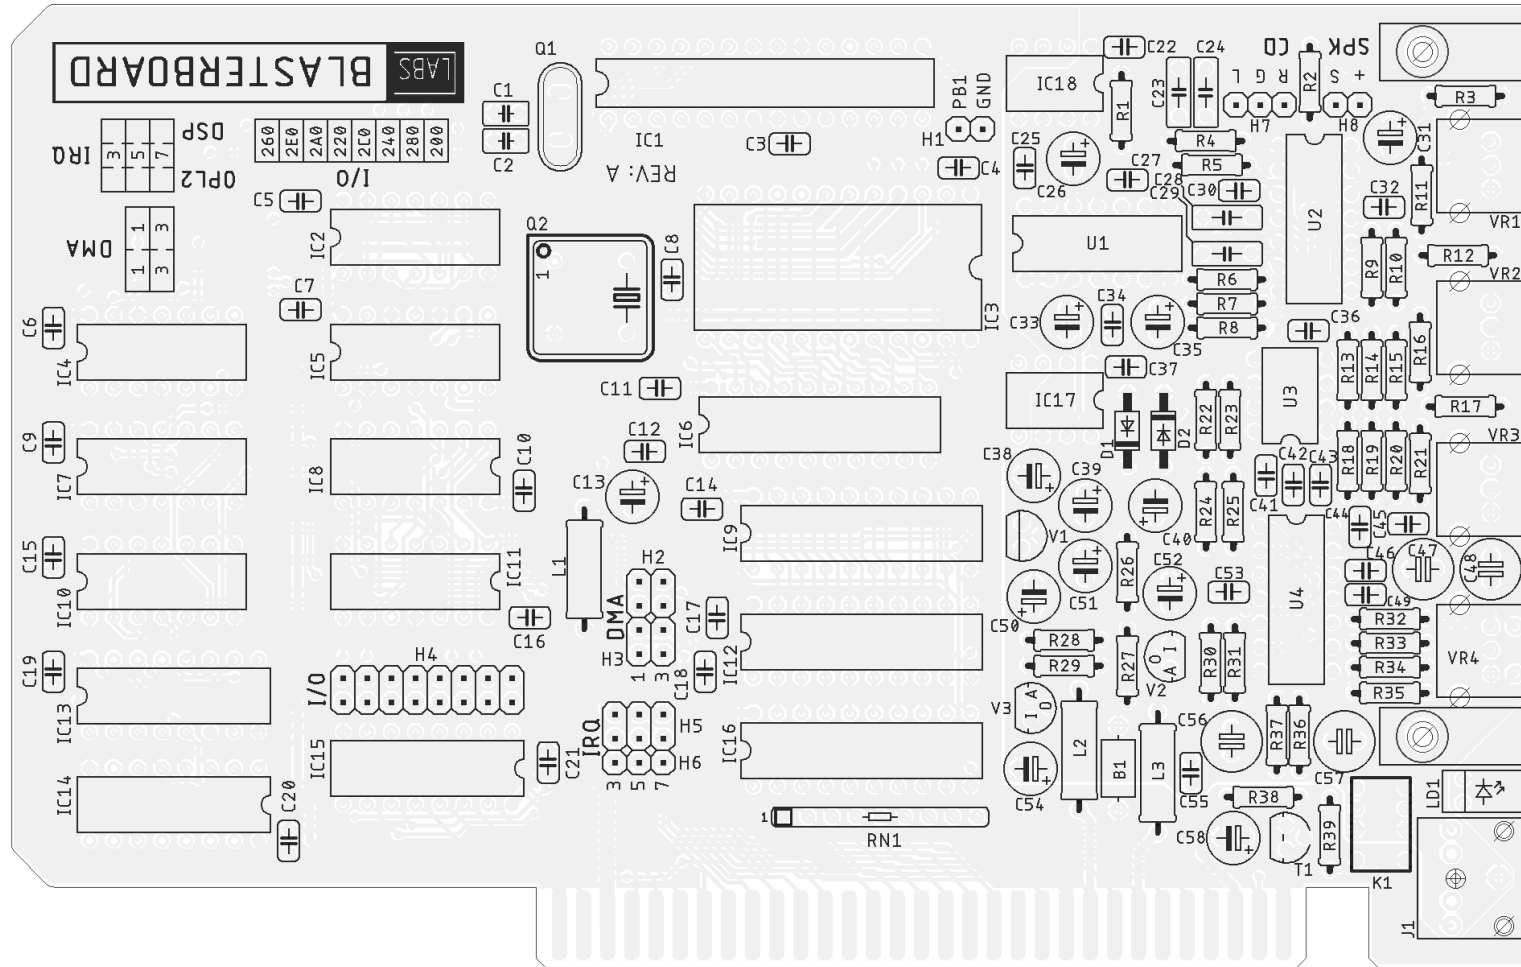 BLASTERBOARD
LABS
Q1
C1
C2
IC1
REV: A
C3
PB1
GND
H1
C4
IC18
C22
C24
C23
R1
C25
C26
C27
C28
C29
C30
R4
R5
CD
L
G
R
H7
R2
SPK
S
+
H8
C31
R3
DSP
IRQ
3
5
7
OPL2
260
2E0
2A0
220
2C0
240
280
200
I/O
C5
DMA
1
3
1
3
IC2
Q2
1
C8
IC3
U1
U2
C32
R11
VR1
R6
R7
R8
R9
R10
R12
VR2
C7
C6
IC4
IC5
C33
C34
C35
C36
R13
R14
R15
R16
C37
IC17
C11
IC6
D1
D2
R22
R23
U3
R17
VR3
C9
IC7
IC8
C10
C12
C13
C14
C38
C39
C40
R24
R25
C41
C42
C43
R18
R19
R20
R21
C44
C45
IC9
V1
C15
IC10
IC11
L1
C16
H2
DMA
H3
1
3
C17
C18
IC12
C50
C51
R26
C52
C53
U4
C46
C47
C48
C49
R32
R33
R34
R35
VR4
R28
R29
R27
V2
O
A
I
R30
R31
C19
IC13
H4
I/O
IRQ
H5
H6
3
5
7
IC15
C21
IC16
V3
A
I
O
L2
B1
L3
C54
C55
C56
R37
R36
C57
IC14
C20
1
RN1
C58
R38
T1
R39
K1
LD1
J1